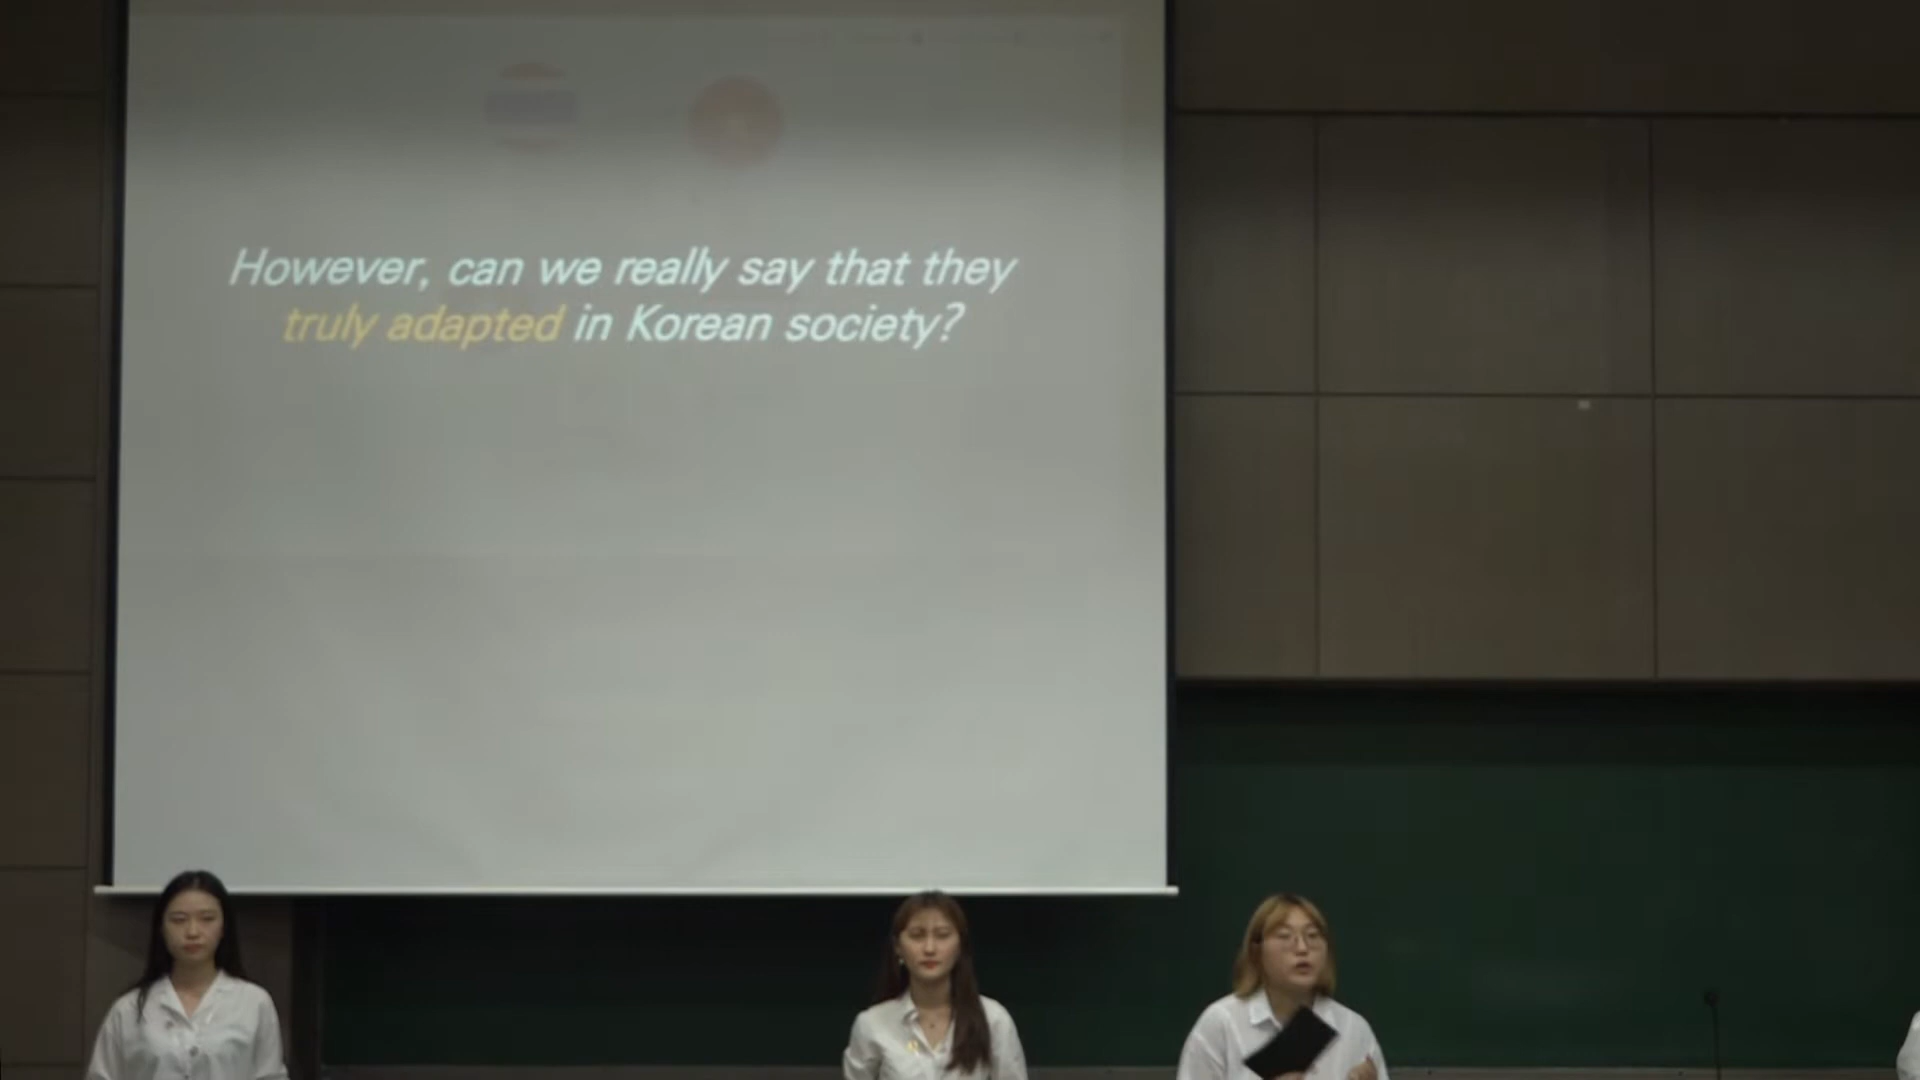 However, can we really say that they
truly adapted in Korean society?